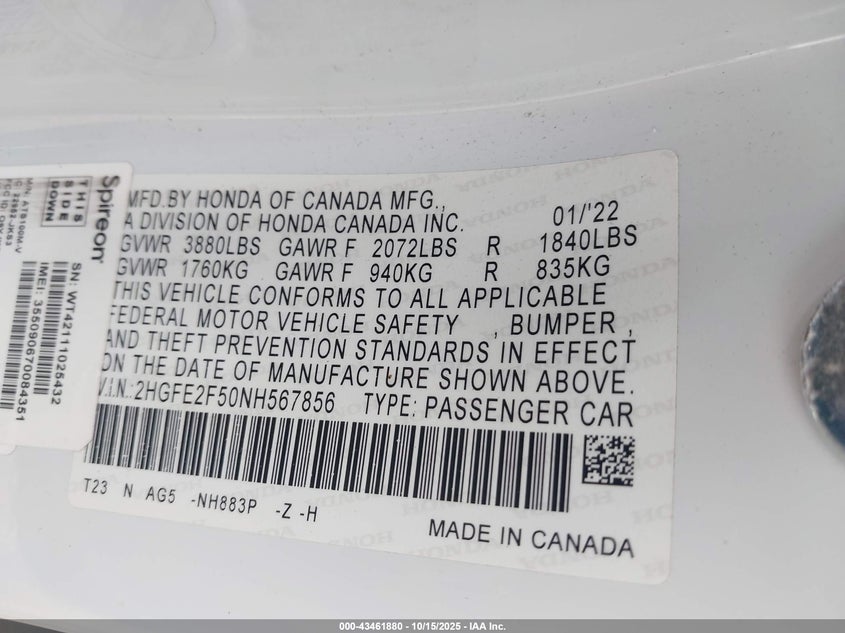 MFD.BY HONDA OF CANADA MFG.,
A DIVISION OF HONDA CANADA INC. 01/'22
GVWR 3880LBS GAWR F 2072LBS R 1840LBS
GVWR 1760KG GAWR F 940KG R 835KG
THIS VEHICLE CONFORMS TO ALL APPLICABLE
FEDERAL MOTOR VEHICLE SAFETY , BUMPER ,
AND THEFT PREVENTION STANDARDS IN EFFECT
ON THE DATE OF MANUFACTURE SHOWN ABOVE.
V.I.N.:2HGFE2F50NH567856 TYPE: PASSENGER CAR
T23 N AG5 -NH883P -Z -H
MADE IN CANADA
Spireon
THIS
SIDE
DOWN
M/N: ATS100M-V
SN: WT42111025432
IMEI: 355090670084351
000-43461880 - 10/15/2025 - IAA Inc.